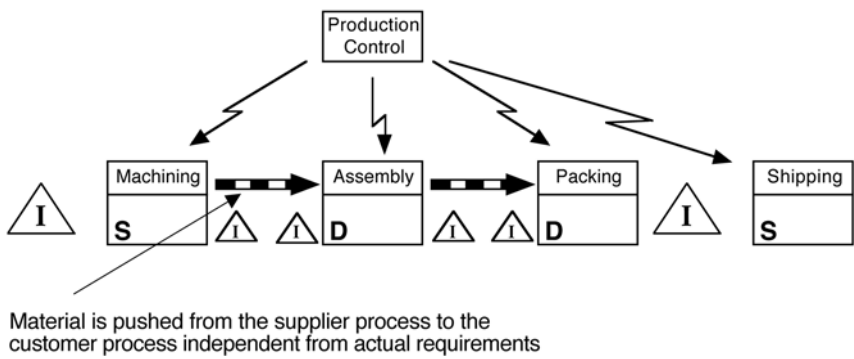 Production
Control
Machining
Assembly
Packing
Shipping
I
S
I
I
D
I
I
D
I
S
Material is pushed from the supplier process to the
customer process independent from actual requirements